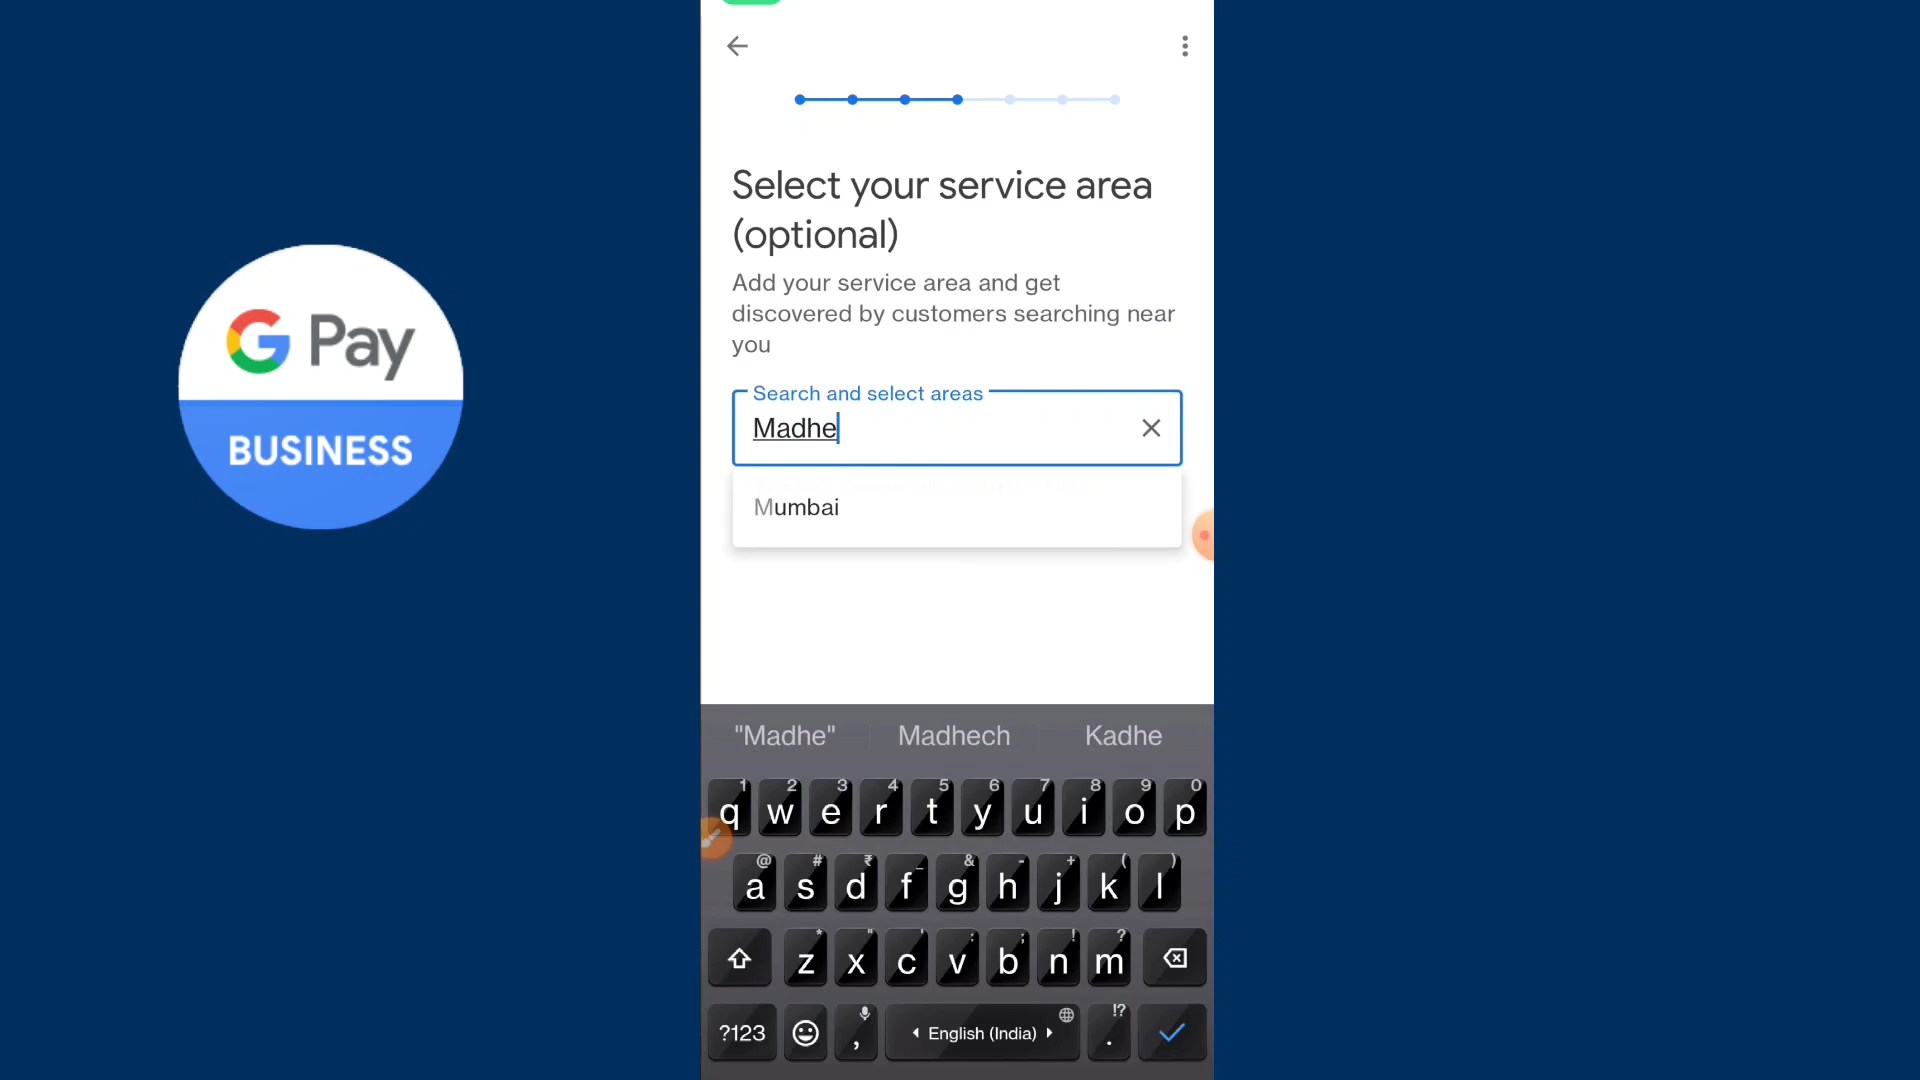 G Pay
BUSINESS
Select your service area
(optional)
Add your service area and get
discovered by customers searching near
you
Search and select areas
Madhe
Mumbai
"Madhe" Madhech Kadhe
1 2 3 4 5 6 7 8 9 0
q w e r t y u i o p
@ # ₹ _ & - + ( )
a s d f g h j k l
* " ' : ; ! ?
z x c v b n m
!?
?123 , English (India) .